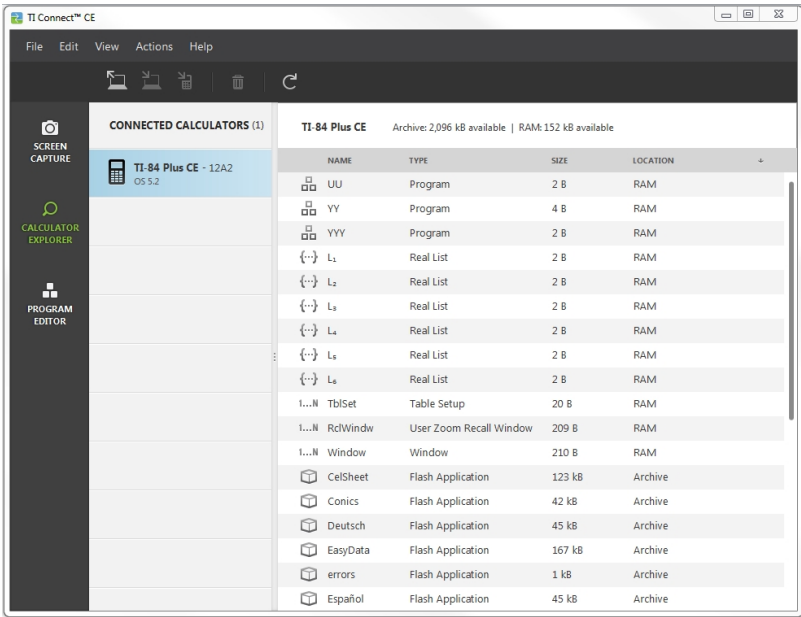 TI Connect™ CE
File Edit View Actions Help
SCREEN CAPTURE
CALCULATOR EXPLORER
PROGRAM EDITOR
CONNECTED CALCULATORS (1)
TI-84 Plus CE - 12A2
OS 5.2
TI-84 Plus CE Archive: 2,096 kB available | RAM: 152 kB available
NAME TYPE SIZE LOCATION
UU Program 2 B RAM
YY Program 4 B RAM
YYY Program 2 B RAM
{···} L₁ Real List 2 B RAM
{···} L₂ Real List 2 B RAM
{···} L₃ Real List 2 B RAM
{···} L₄ Real List 2 B RAM
{···} L₅ Real List 2 B RAM
{···} L₆ Real List 2 B RAM
1...N TblSet Table Setup 20 B RAM
1...N RclWindw User Zoom Recall Window 209 B RAM
1...N Window Window 210 B RAM
CelSheet Flash Application 123 kB Archive
Conics Flash Application 42 kB Archive
Deutsch Flash Application 45 kB Archive
EasyData Flash Application 167 kB Archive
errors Flash Application 1 kB Archive
Español Flash Application 45 kB Archive